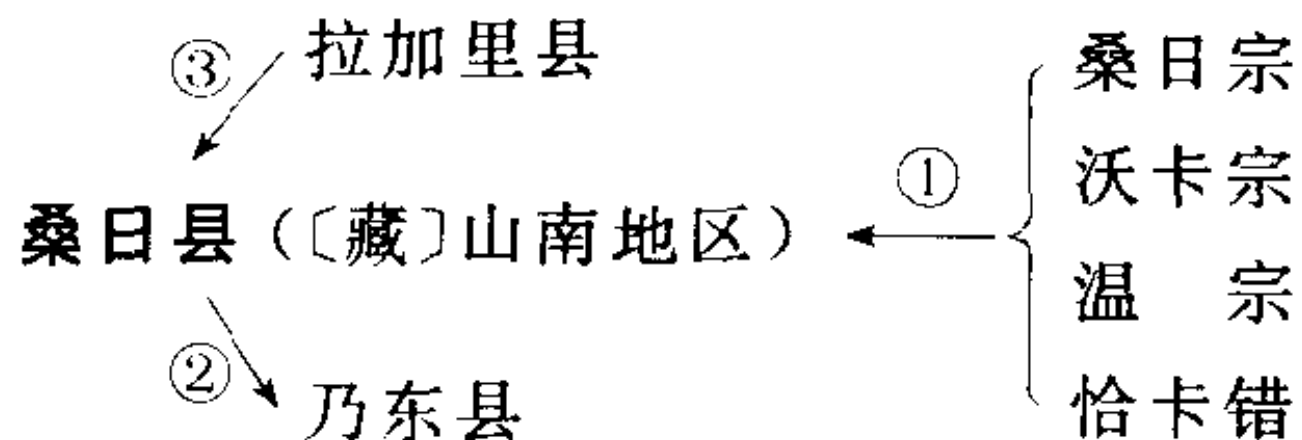 ③ 拉加里县
桑日县(〔藏〕山南地区)
② 乃东县
①
桑日宗
沃卡宗
温 宗
恰卡错